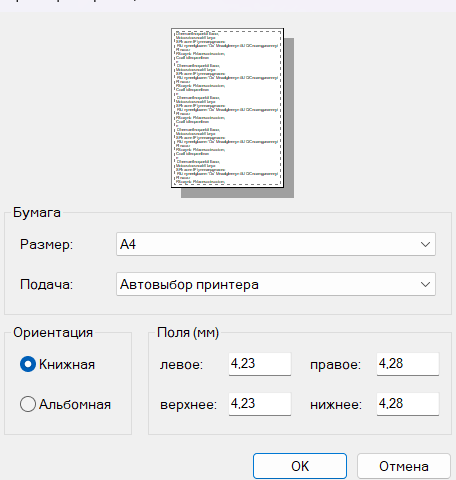 Бумага
Размер:
A4
Подача:
Автовыбор принтера
Ориентация
Книжная
Альбомная
Поля (мм)
левое:
4,23
правое:
4,28
верхнее:
4,23
нижнее:
4,28
OK
Отмена